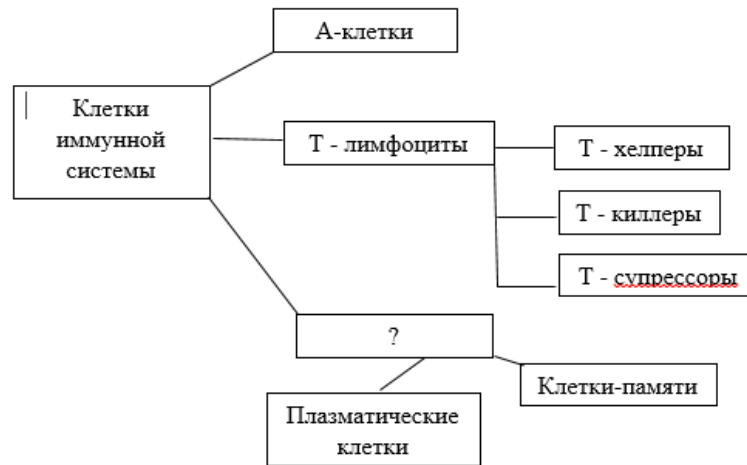 А-клетки
Клетки
иммунной
системы
Т - лимфоциты
Т - хелперы
Т - киллеры
Т - супрессоры
?
Клетки-памяти
Плазматические
клетки